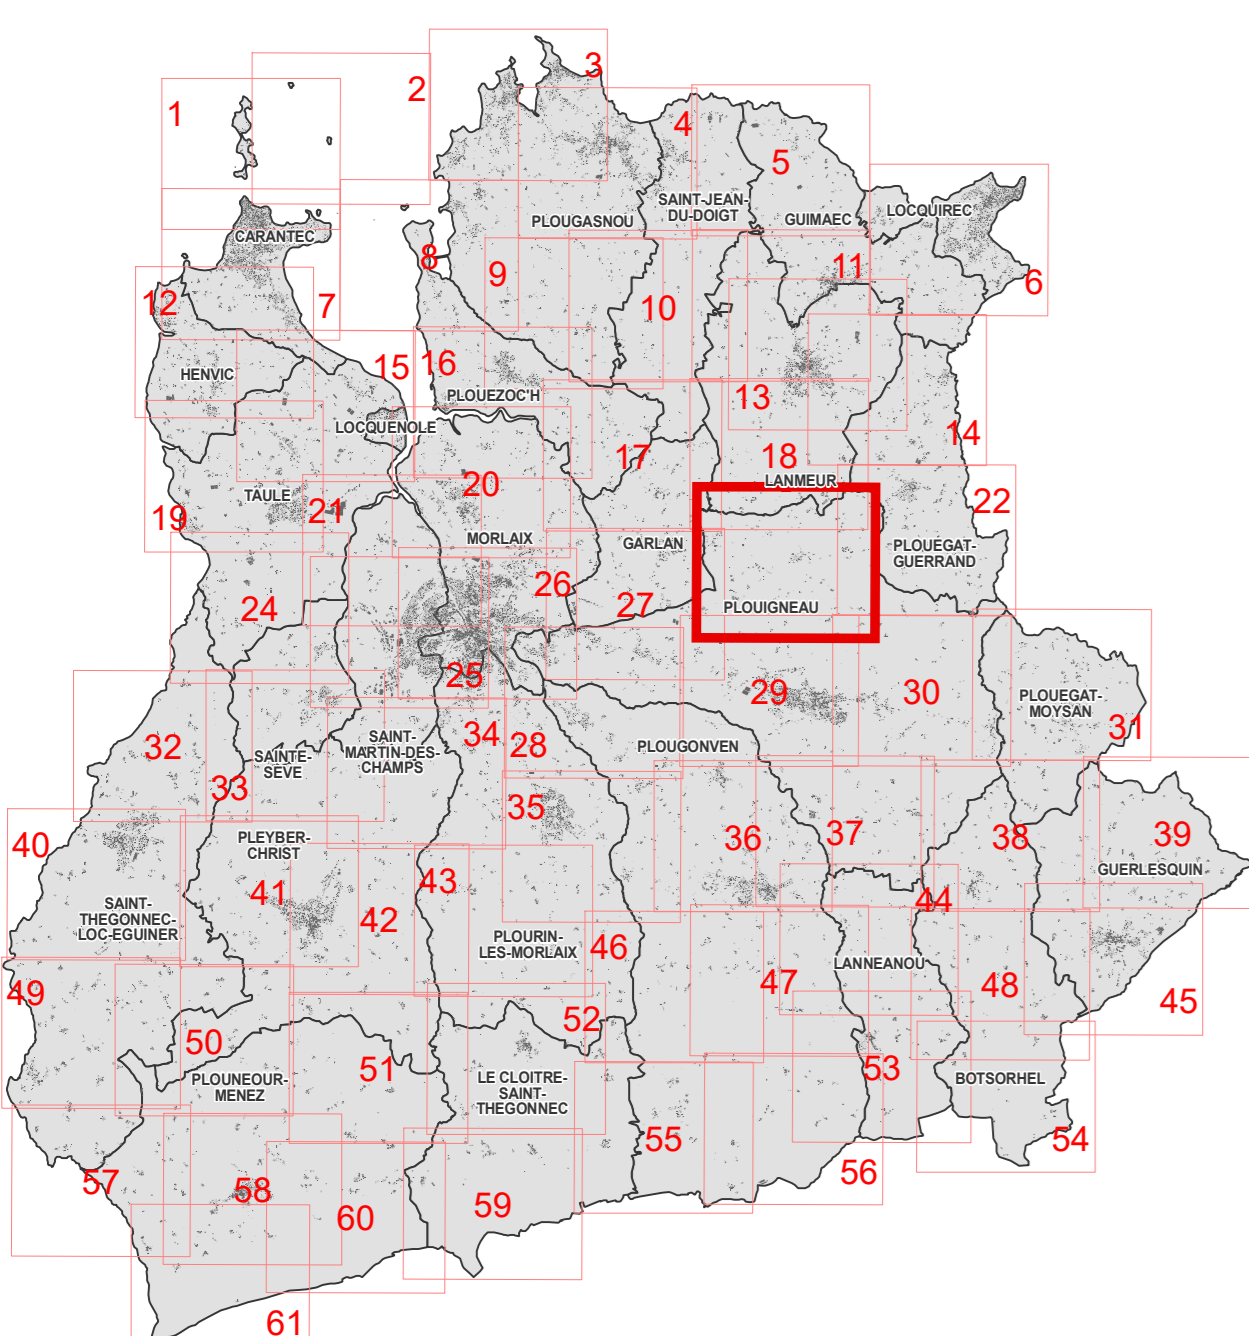 3
2
1
4
5
SAINT-JEAN-
DU-DOIGT
PLOUGASNOU
GUIMAEC
LOCQUIREC
CARANTEC
8
9
11
6
12
7
10
15
16
HENVIC
PLOUEZOC'H
13
LOCQUENOLE
14
17
18
20
LANMEUR
TAULE
19
21
22
MORLAIX
GARLAN
PLOUEGAT-
GUERRAND
26
24
27
PLOUIGNEAU
25
29
30
PLOUEGAT-
MOYSAN
31
32
33
SAINTE-
SEVE
SAINT-
MARTIN-DES-
CHAMPS
34
28
PLOUGONVEN
35
36
37
38
39
40
PLEYBER-
CHRIST
GUERLESQUIN
41
42
43
44
SAINT-
THEGONNEC-
LOC-EGUINER
PLOURIN-
LES-MORLAIX
46
LANNEANOU
47
48
49
45
50
52
51
PLOUNEOUR-
MENEZ
LE CLOITRE-
SAINT-
THEGONNEC
53
BOTSORHEL
55
54
57
58
56
60
59
61